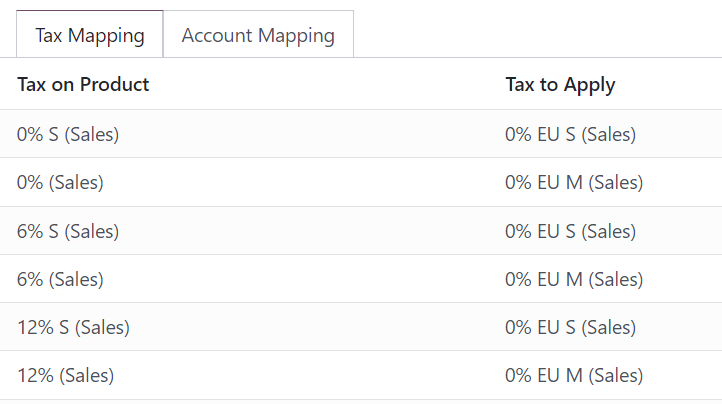 Tax Mapping Account Mapping
Tax on Product Tax to Apply
0% S (Sales) 0% EU S (Sales)
0% (Sales) 0% EU M (Sales)
6% S (Sales) 0% EU S (Sales)
6% (Sales) 0% EU M (Sales)
12% S (Sales) 0% EU S (Sales)
12% (Sales) 0% EU M (Sales)